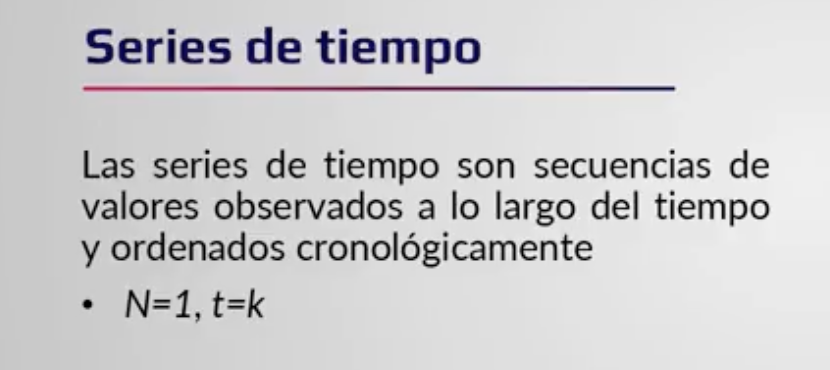 Series de tiempo
Las series de tiempo son secuencias de
valores observados a lo largo del tiempo
y ordenados cronológicamente
• N=1, t=k